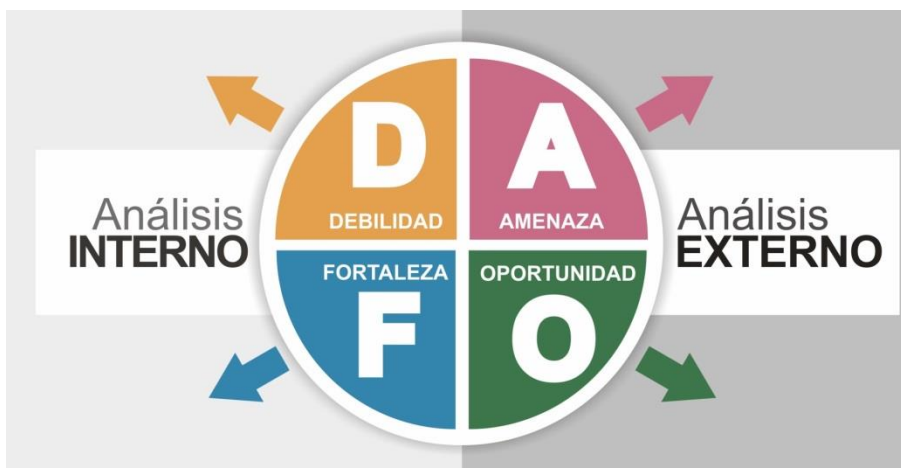 D
DEBILIDAD
A
AMENAZA
Análisis
INTERNO
Análisis
EXTERNO
FORTALEZA
F
OPORTUNIDAD
O